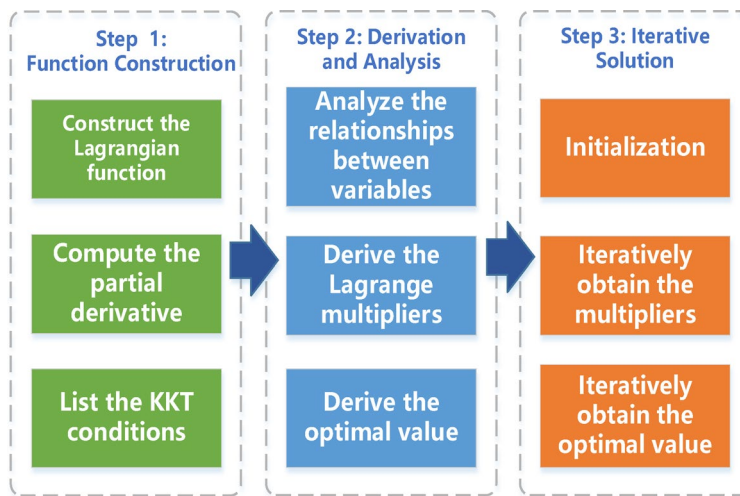 Step 1:
Function Construction
Construct the
Lagrangian
function
Compute the
partial
derivative
List the KKT
conditions
Step 2: Derivation
and Analysis
Analyze the
relationships
between
variables
Derive the
Lagrange
multipliers
Derive the
optimal value
Step 3: Iterative
Solution
Initialization
Iteratively
obtain the
multipliers
Iteratively
obtain the
optimal value